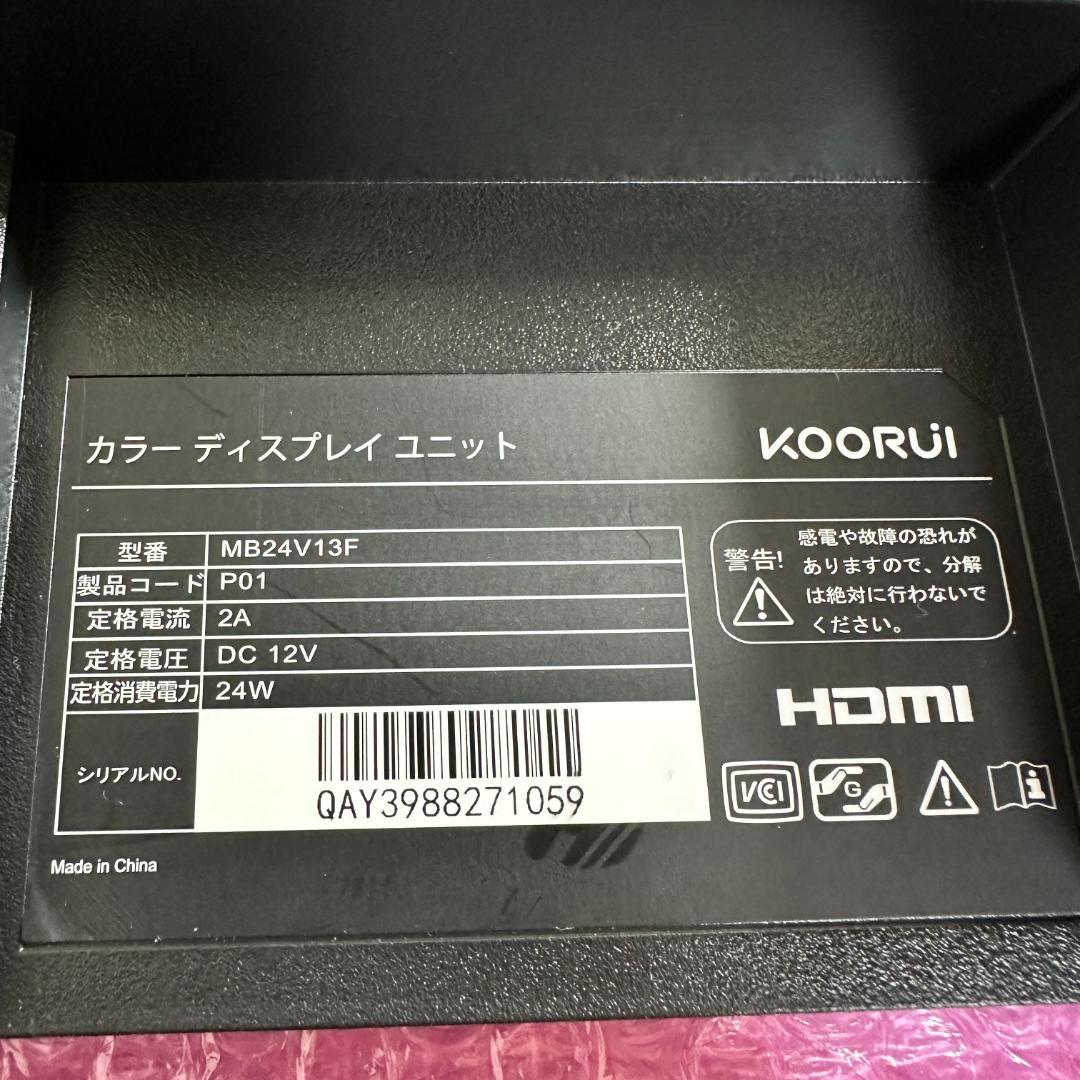 カラー ディスプレイ ユニット
KOORUI
型番 MB24V13F
製品コード P01
定格電流 2A
定格電圧 DC 12V
定格消費電力 24W
シリアルNO.
QAY3988271059
Made in China
警告!
感電や故障の恐れが
ありますので、分解
は絶対に行わないで
ください。
HDMI
VCI
G